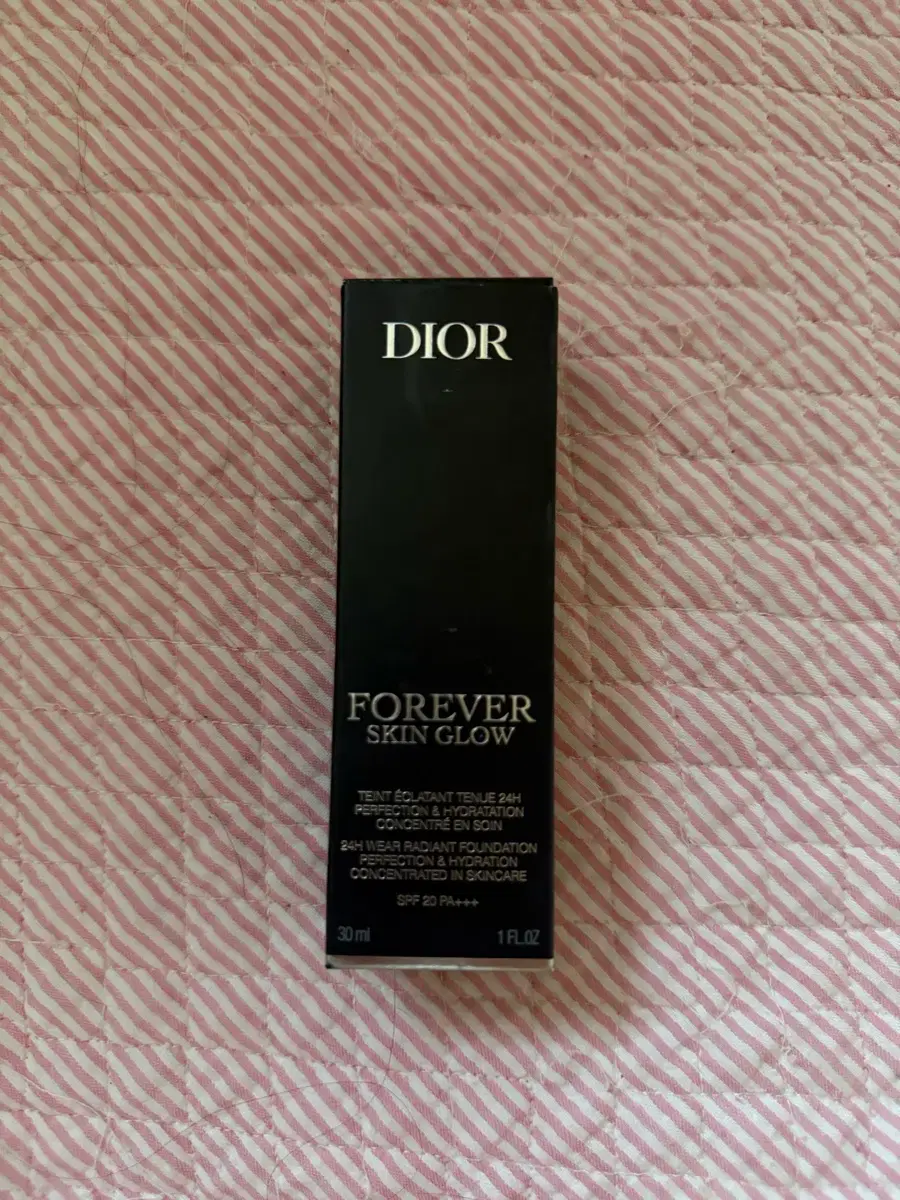 DIOR
FOREVER
SKIN GLOW
TEINT ÉCLATANT TENUE 24H
PERFECTION & HYDRATATION
CONCENTRÉ EN SOIN
24H WEAR RADIANT FOUNDATION
PERFECTION & HYDRATION
CONCENTRATED IN SKINCARE
SPF 20 PA+++
30 ml 1 FL.OZ